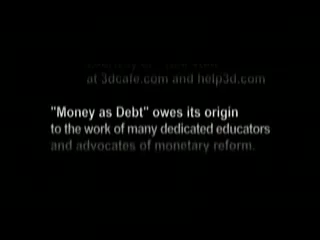 at 3dcafe.com and help3d.com
"Money as Debt" owes its origin
to the work of many dedicated educators
and advocates of monetary reform.